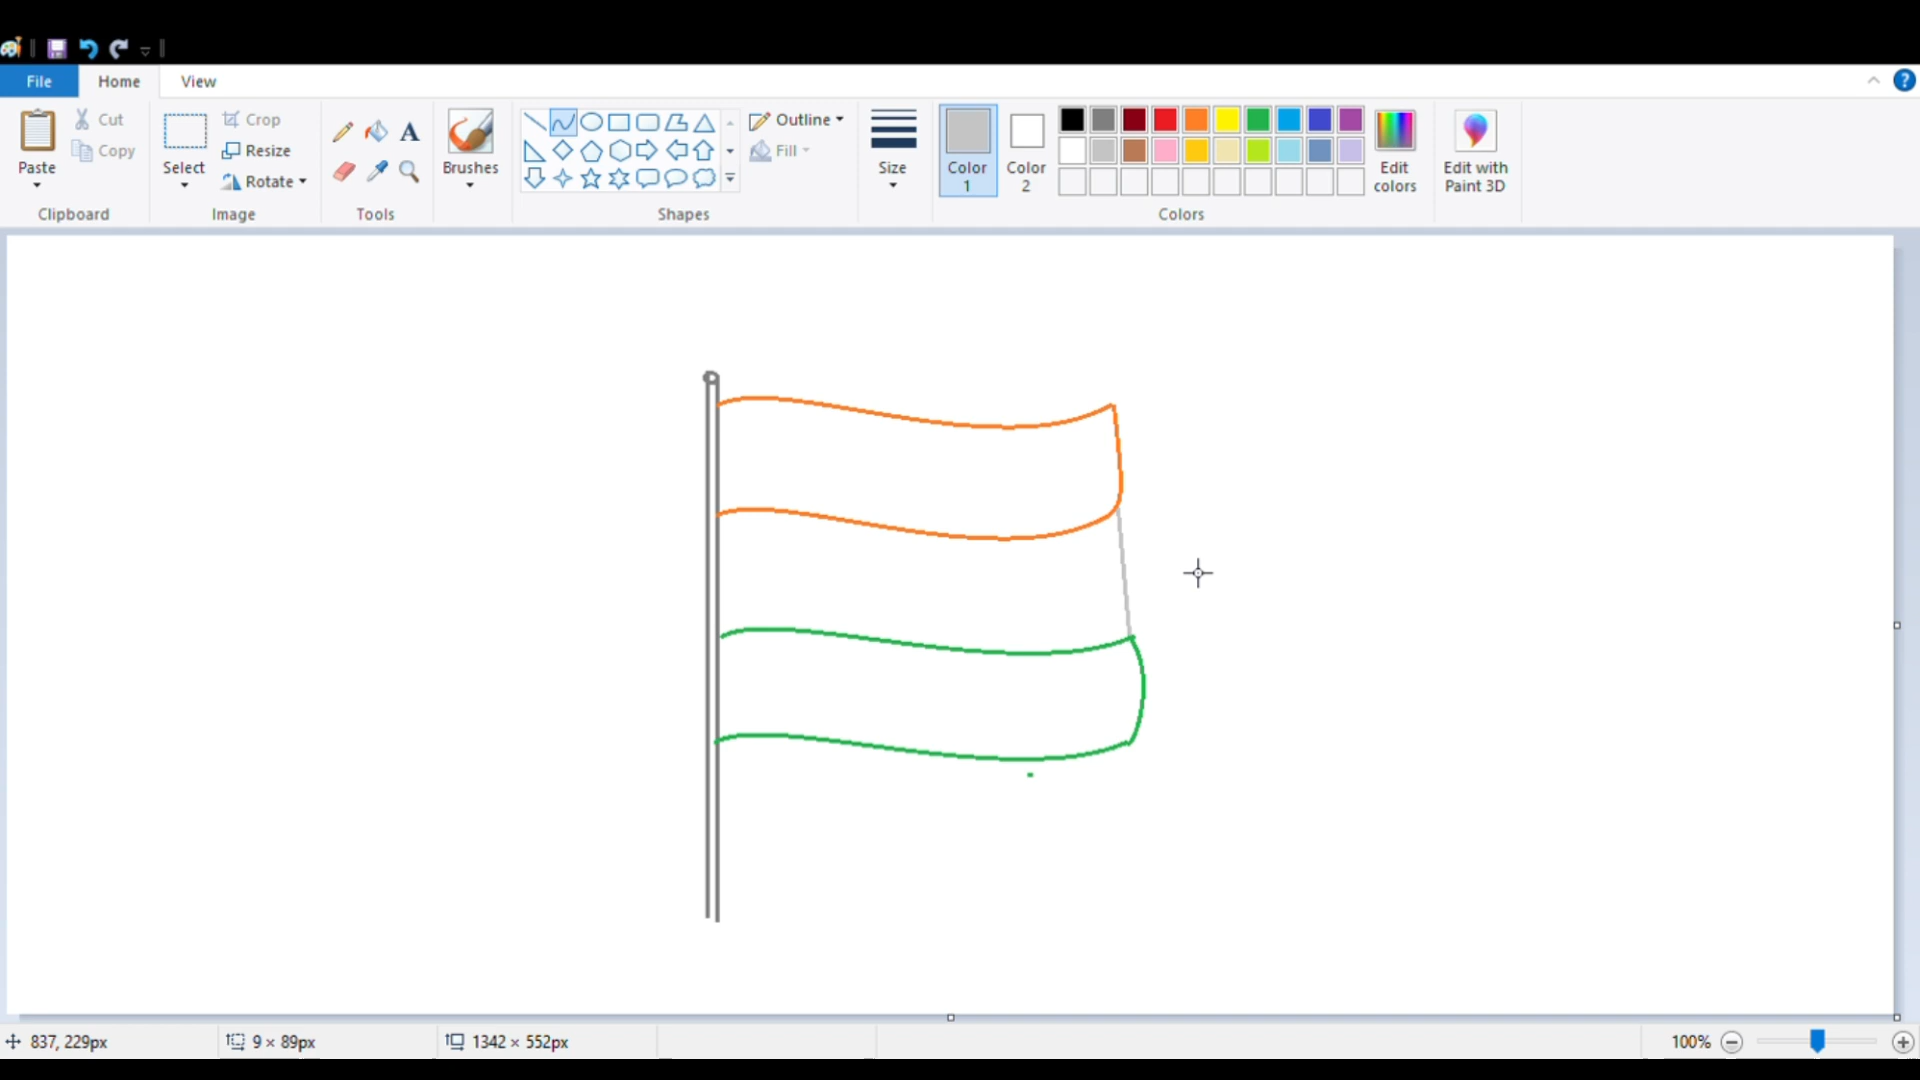 File Home View
Paste
Cut
Copy
Clipboard
Select
Crop
Resize
Rotate
Image
A
Tools
Brushes
Outline
Fill
Shapes
Size
Color 1
Color 2
Edit colors
Colors
Edit with Paint 3D
?
837, 229px
9 × 89px
1342 × 552px
100%